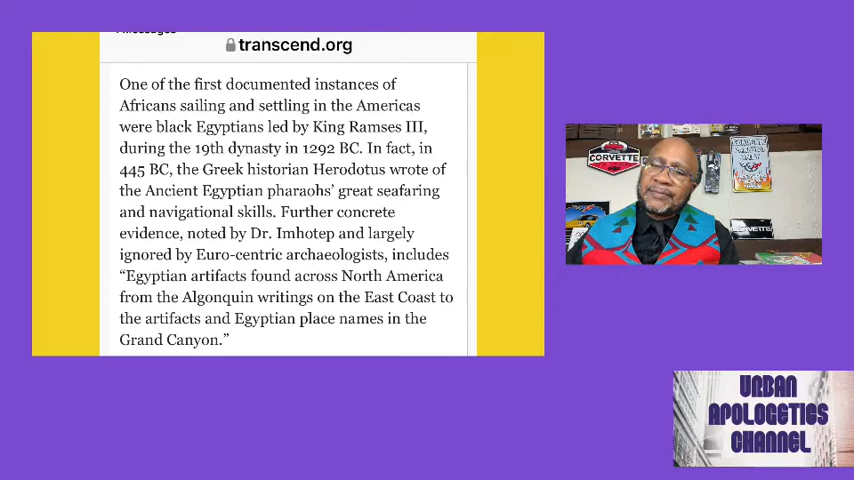 transcend.org
One of the first documented instances of
Africans sailing and settling in the Americas
were black Egyptians led by King Ramses III,
during the 19th dynasty in 1292 BC. In fact, in
445 BC, the Greek historian Herodotus wrote of
the Ancient Egyptian pharaohs’ great seafaring
and navigational skills. Further concrete
evidence, noted by Dr. Imhotep and largely
ignored by Euro-centric archaeologists, includes
“Egyptian artifacts found across North America
from the Algonquin writings on the East Coast to
the artifacts and Egyptian place names in the
Grand Canyon.”
CORVETTE
URBAN
APOLOGETICS
CHANNEL